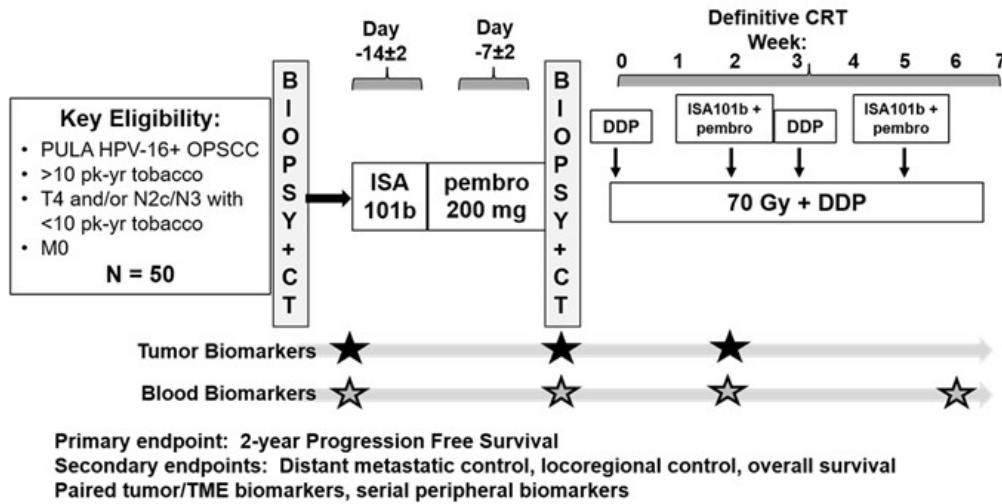 Key Eligibility:
• PULA HPV-16+ OPSCC
• >10 pk-yr tobacco
• T4 and/or N2c/N3 with
<10 pk-yr tobacco
• M0
N = 50
BIOPSY+CT
Day
-14±2
Day
-7±2
ISA
101b
pembro
200 mg
BIOPSY+CT
Definitive CRT
Week:
0 1 2 3 4 5 6 7
DDP
ISA101b +
pembro
DDP
ISA101b +
pembro
70 Gy + DDP
Tumor Biomarkers
Blood Biomarkers
Primary endpoint: 2-year Progression Free Survival
Secondary endpoints: Distant metastatic control, locoregional control, overall survival
Paired tumor/TME biomarkers, serial peripheral biomarkers